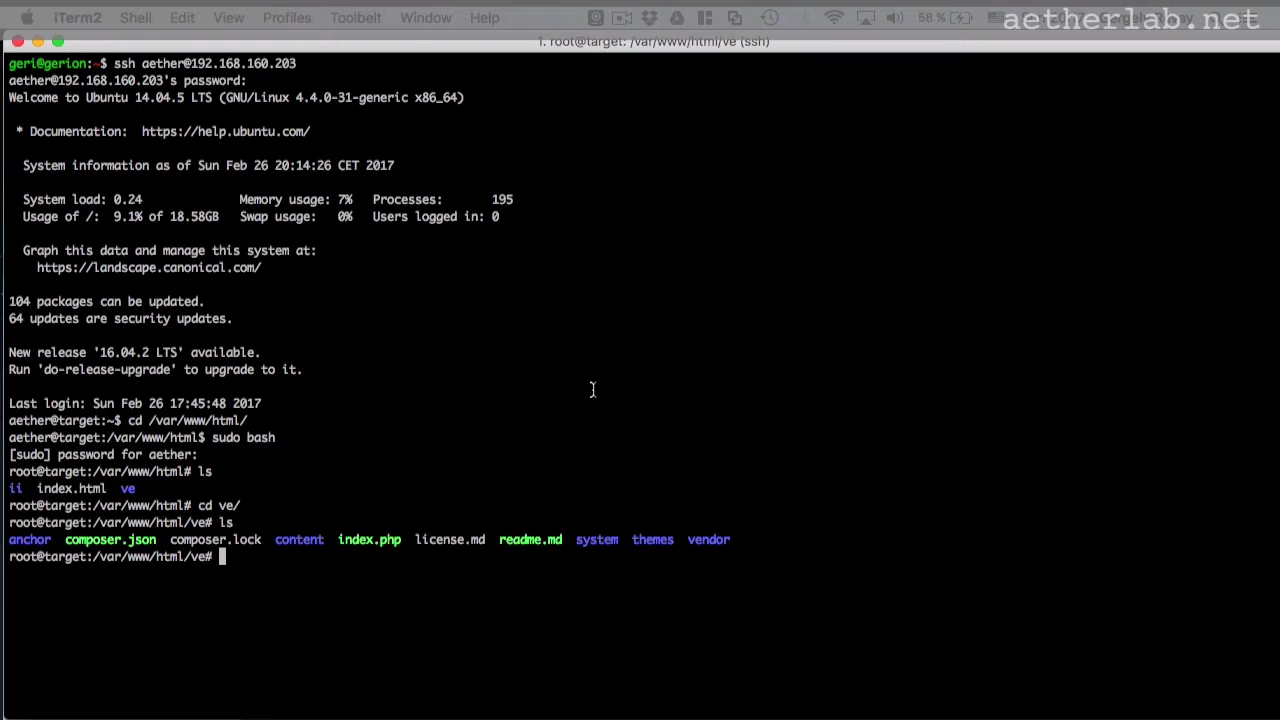 iTerm2 Shell Edit View Profiles Toolbelt Window Help 58 %
aetherlab.net
1. root@target: /var/www/html/ve (ssh)
geri@gerion:~$ ssh aether@192.168.160.203
aether@192.168.160.203's password:
Welcome to Ubuntu 14.04.5 LTS (GNU/Linux 4.4.0-31-generic x86_64)
* Documentation: https://help.ubuntu.com/
System information as of Sun Feb 26 20:14:26 CET 2017
System load: 0.24 Memory usage: 7% Processes: 195
Usage of /: 9.1% of 18.58GB Swap usage: 0% Users logged in: 0
Graph this data and manage this system at:
https://landscape.canonical.com/
104 packages can be updated.
64 updates are security updates.
New release '16.04.2 LTS' available.
Run 'do-release-upgrade' to upgrade to it.
Last login: Sun Feb 26 17:45:48 2017
aether@target:~$ cd /var/www/html/
aether@target:/var/www/html$ sudo bash
[sudo] password for aether:
root@target:/var/www/html# ls
ii index.html ve
root@target:/var/www/html# cd ve/
root@target:/var/www/html/ve# ls
anchor composer.json composer.lock content index.php license.md readme.md system themes vendor
root@target:/var/www/html/ve#